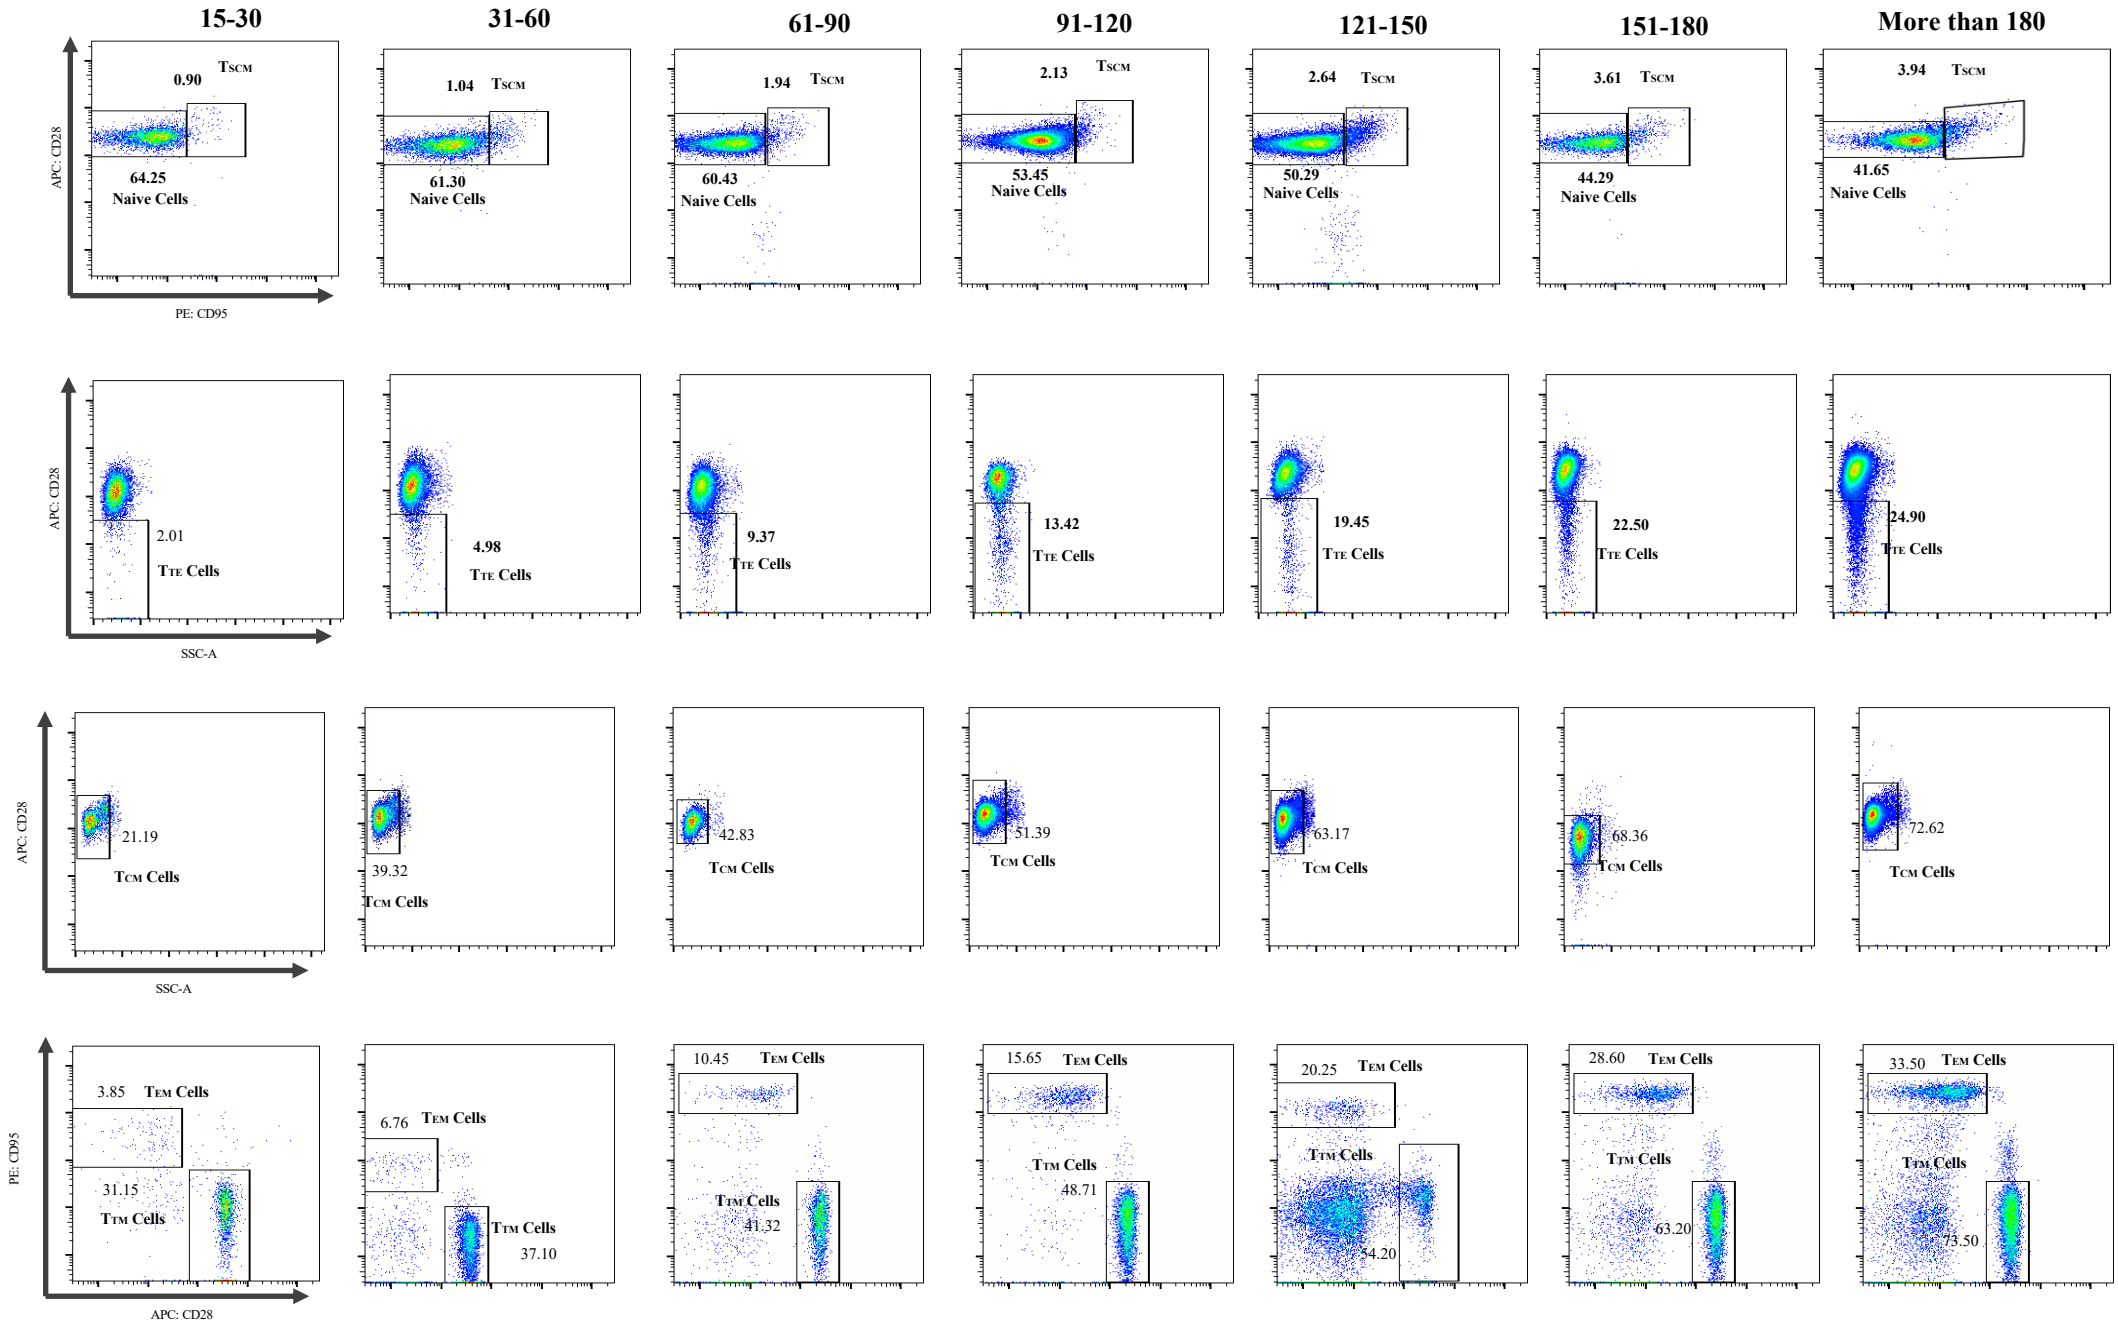 15-30
31-60
61-90
91-120
121-150
151-180
More than 180
0.90 TSCM
1.04 TSCM
1.94 TSCM
2.13 TSCM
2.64 TSCM
3.61 TSCM
3.94 TSCM
APC: CD28
64.25
Naive Cells
61.30
Naive Cells
60.43
Naive Cells
53.45
Naive Cells
50.29
Naive Cells
44.29
Naive Cells
41.65
Naive Cells
PE: CD95
APC: CD28
2.01
TTE Cells
4.98
TTE Cells
9.37
TTE Cells
13.42
TTE Cells
19.45
TTE Cells
22.50
TTE Cells
24.90
TTE Cells
SSC-A
APC: CD28
21.19
TCM Cells
39.32
TCM Cells
42.83
TCM Cells
51.39
TCM Cells
63.17
TCM Cells
68.36
TCM Cells
72.62
TCM Cells
SSC-A
PE: CD95
3.85 TEM Cells
31.15
TTM Cells
6.76 TEM Cells
TTM Cells
37.10
10.45 TEM Cells
TTM Cells
41.32
15.65 TEM Cells
TTM Cells
48.71
20.25 TEM Cells
TTM Cells
54.20
28.60 TEM Cells
TTM Cells
63.20
33.50 TEM Cells
TTM Cells
73.50
APC: CD28